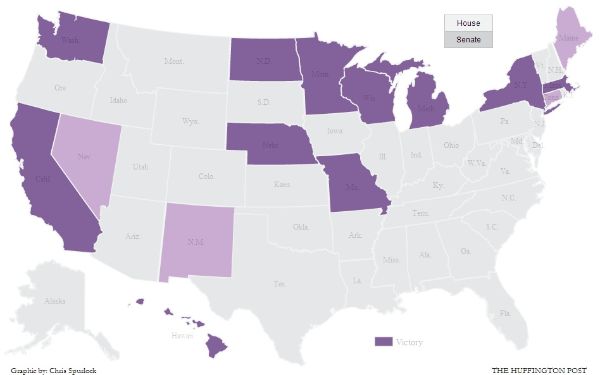 House
Senate
Wash.
Mont.
N.D.
Minn.
Maine
Ore
Idaho
S.D.
Wis.
Mich.
Vt.
N.H.
N.Y.
Wyo.
Iowa
Pa.
Nev.
Utah
Nebr.
Ill.
Ind.
Ohio
N.J.
Md.
Del.
Calif.
Colo.
Kans.
Mo.
Ky.
W.Va.
Va.
Ariz.
N.M.
Okla.
Ark.
Tenn.
N.C.
S.C.
Tex.
La.
Miss.
Ala.
Ga.
Fla.
Alaska
Hawaii
Victory
Graphic by: Chris Spurlock
THE HUFFINGTON POST